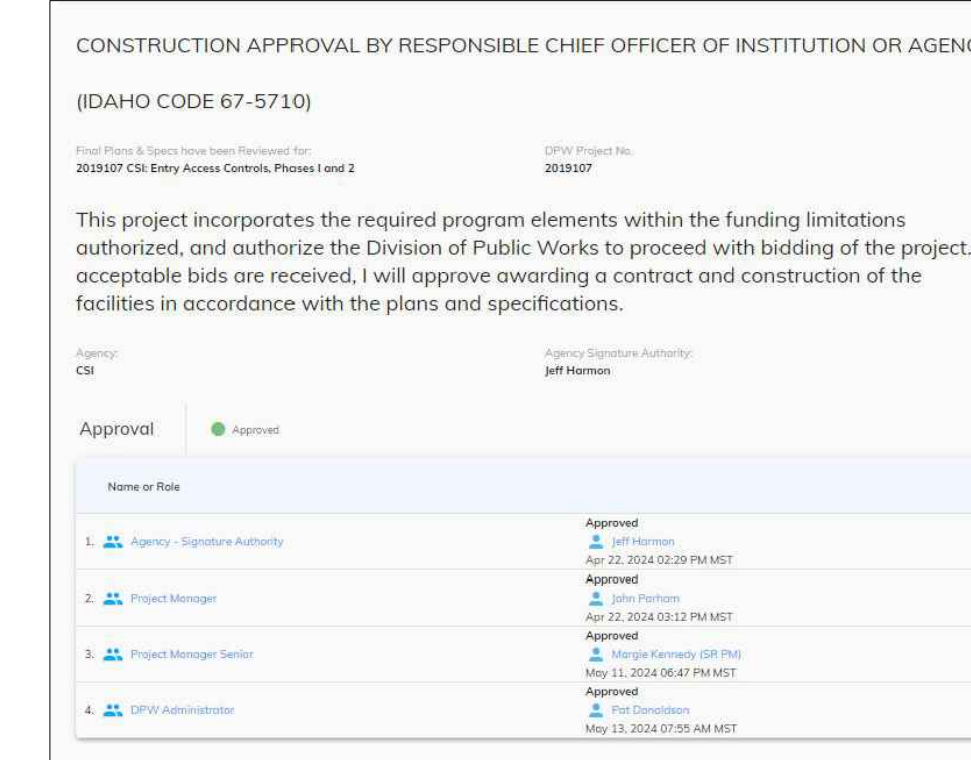 CONSTRUCTION APPROVAL BY RESPONSIBLE CHIEF OFFICER OF INSTITUTION OR AGENC
(IDAHO CODE 67-5710)
Final Plans & Specs have been Reviewed for:
DPW Project No.
2019107 CSI: Entry Access Controls, Phases I and 2
2019107
This project incorporates the required program elements within the funding limitations
authorized, and authorize the Division of Public Works to proceed with bidding of the project.
acceptable bids are received, I will approve awarding a contract and construction of the
facilities in accordance with the plans and specifications.
Agency:
Agency Signature Authority:
CSI
Jeff Harmon
Approval
Approved
Name or Role
1. Agency - Signature Authority
Approved
Jeff Harmon
Apr 22, 2024 02:29 PM MST
2. Project Manager
Approved
John Parham
Apr 22, 2024 03:12 PM MST
3. Project Manager Senior
Approved
Margie Kennedy (SR PM)
May 11, 2024 06:47 PM MST
4. DPW Administrator
Approved
Pat Donaldson
May 13, 2024 07:55 AM MST